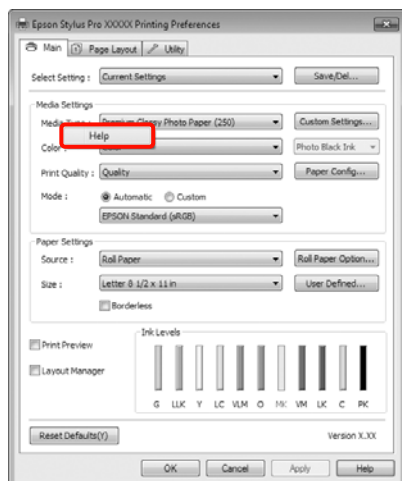 Epson Stylus Pro XXXXX Printing Preferences
Main Page Layout Utility
Select Setting : Current Settings Save/Del...
Media Settings
Media Type : Premium Glossy Photo Paper (250) Custom Settings...
Help
Color : Color Photo Black Ink
Print Quality : Quality Paper Config...
Mode : Automatic Custom
EPSON Standard (sRGB)
Paper Settings
Source : Roll Paper Roll Paper Option...
Size : Letter 8 1/2 x 11 in User Defined...
Borderless
Ink Levels
Print Preview
Layout Manager
G LLK Y LC VLM O MK VM LK C PK
Reset Defaults(Y) Version X.XX
OK Cancel Apply Help